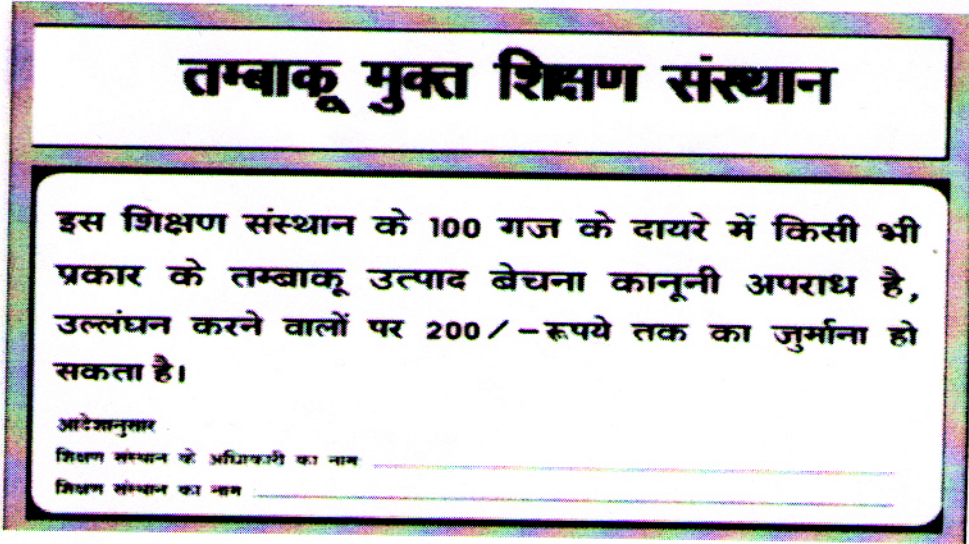 तम्बाकू मुक्त शिक्षण संस्थान
इस शिक्षण संस्थान के 100 गज के दायरे में किसी भी
प्रकार के तम्बाकू उत्पाद बेचना कानूनी अपराध है,
उल्लंघन करने वालों पर 200/-रूपये तक का जुर्माना हो
सकता है।
आदेशानुसार
शिक्षण संस्थान के अधिकारी का नाम
शिक्षण संस्थान का नाम